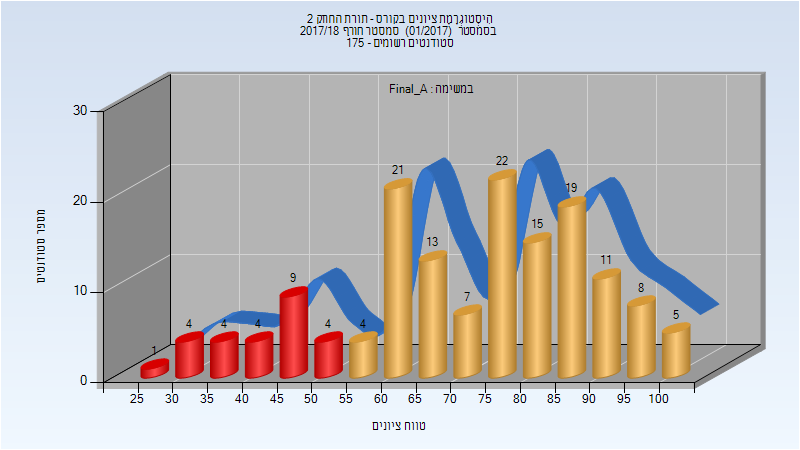 היסטוגרמת ציונים בקורס - תורת החוזק 2
בסמסטר (01/2017) סמסטר חורף 2017/18
סטודנטים רשומים - 175
במשימה : Final_A
מספר סטודנטים
30
20
10
0
1
4
4
4
9
4
4
21
13
7
22
15
19
11
8
5
25 30 35 40 45 50 55 60 65 70 75 80 85 90 95 100
טווח ציונים